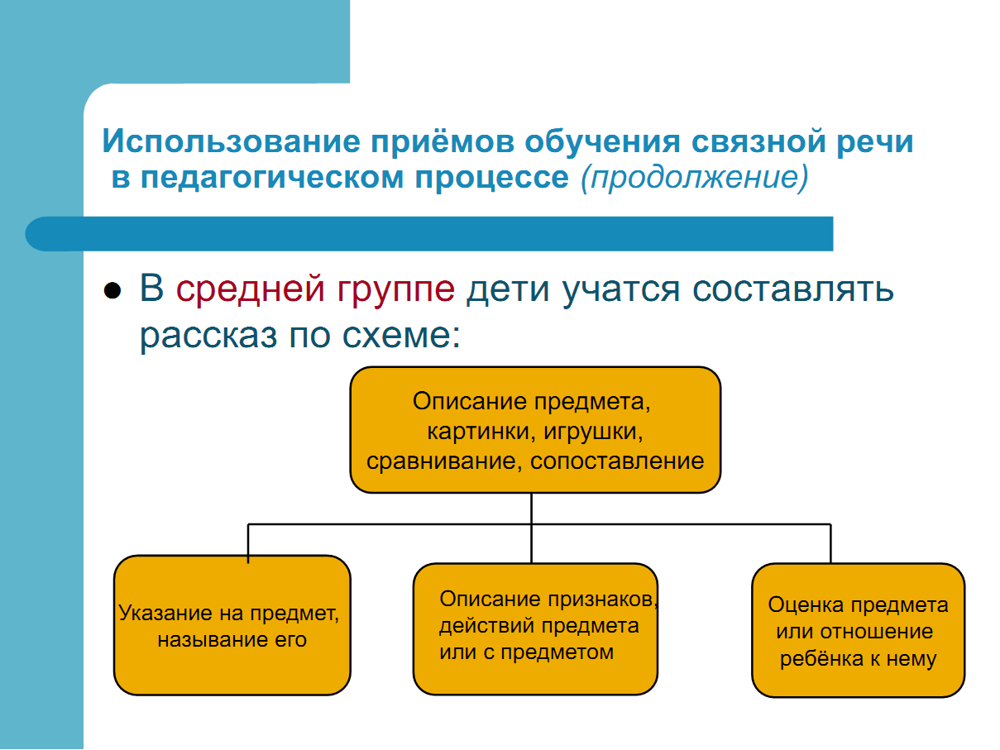 Использование приёмов обучения связной речи
в педагогическом процессе (продолжение)
В средней группе дети учатся составлять
рассказ по схеме:
Описание предмета,
картинки, игрушки,
сравнивание, сопоставление
Указание на предмет,
называние его
Описание признаков,
действий предмета
или с предметом
Оценка предмета
или отношение
ребёнка к нему